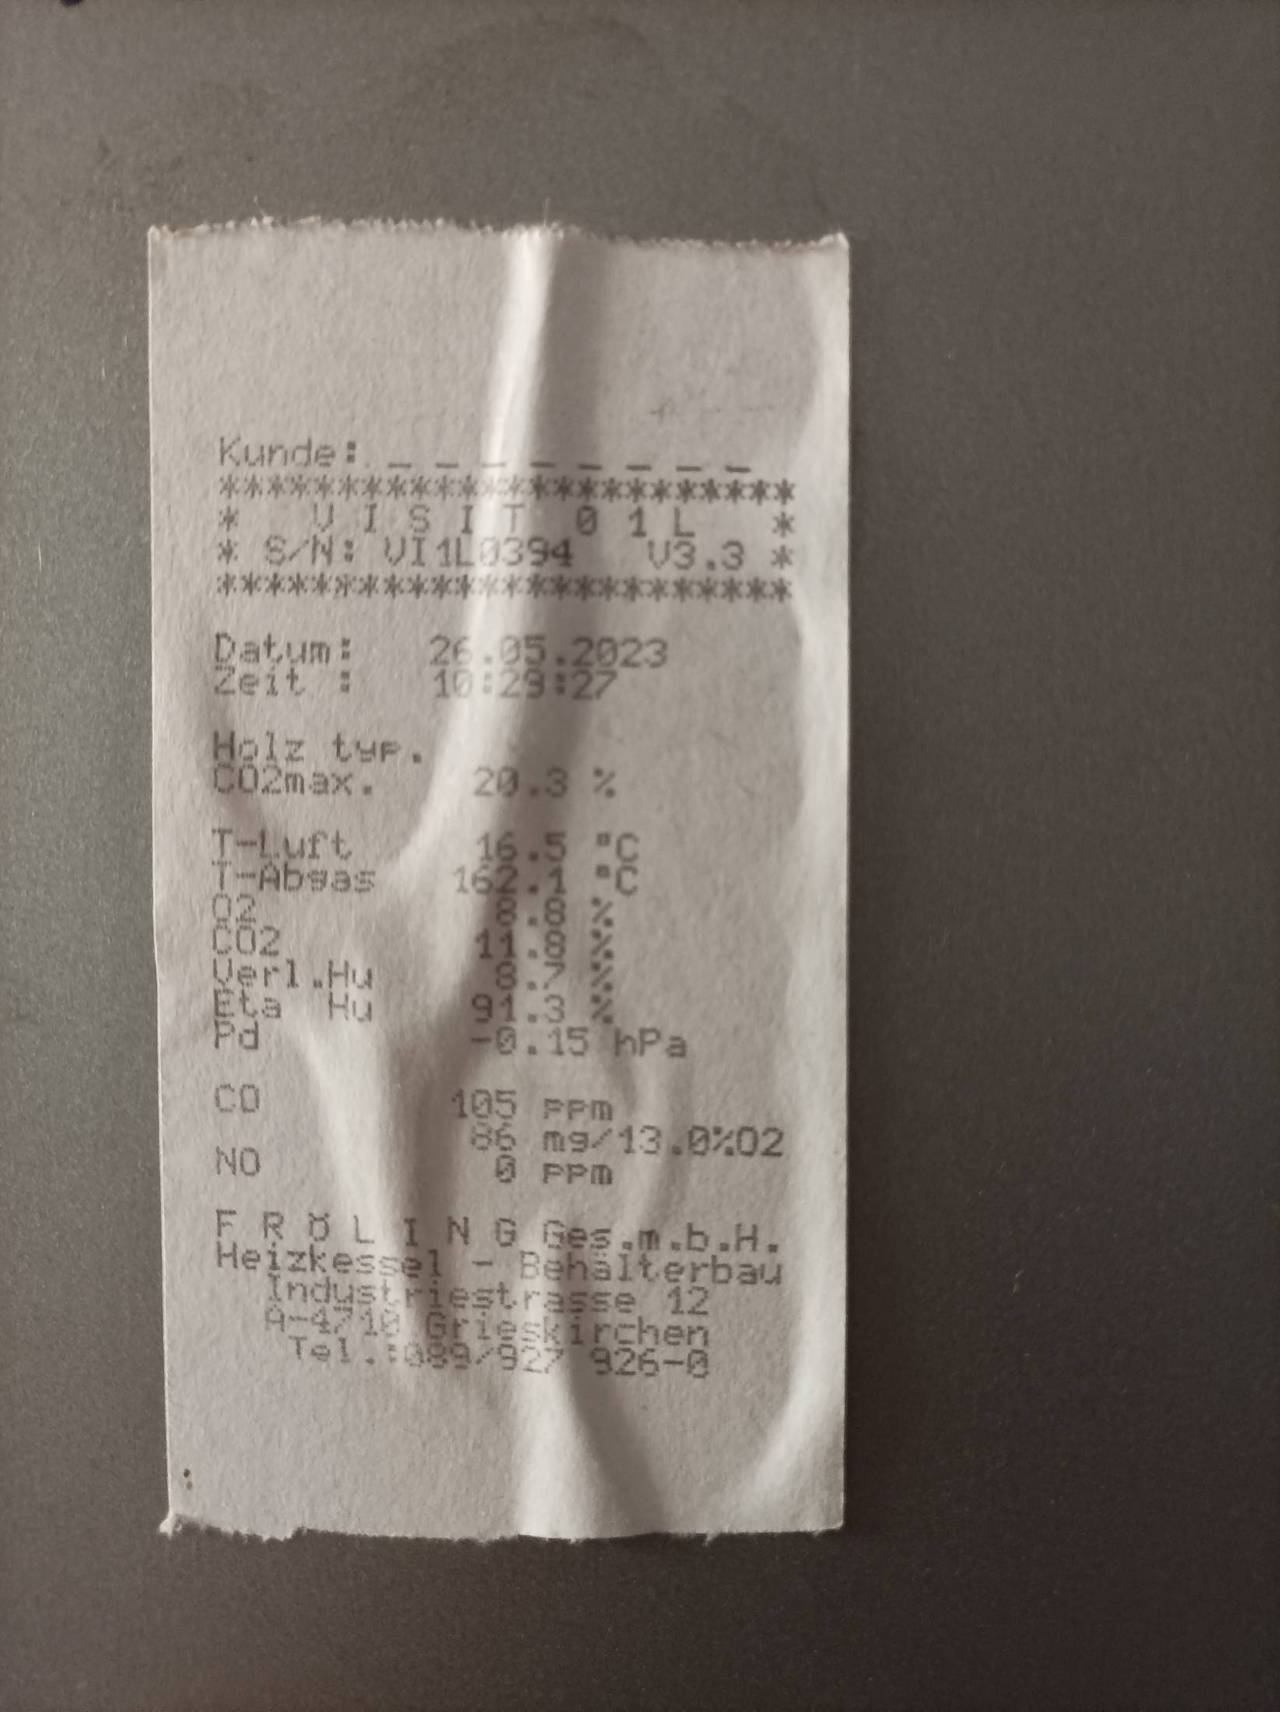 Kunde: _ _ _ _ _ _ _ _
************************
*   V I S I T  0 1 L   *
* S/N: VI1L0394   V3.3 *
************************
Datum:   26.05.2023
Zeit :   10:29:27
Holz typ.
CO2max.    20.3 %
T-Luft     16.5 °C
T-Abgas   162.1 °C
O2          8.8 %
CO2        11.8 %
Verl.Hu     8.7 %
Eta  Hu    91.3 %
Pd        -0.15 hPa
CO        105 ppm
           86 mg/13.0%O2
NO          0 ppm
F R Ö L I N G Ges.m.b.H.
Heizkessel - Behälterbau
Industriestrasse 12
A-4710 Grieskirchen
Tel.:089/927 926-0